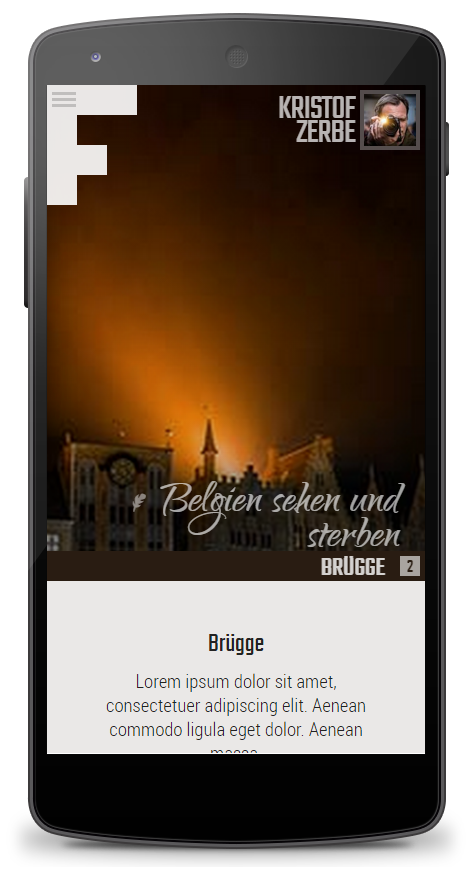 KRISTOF
ZERBE
Belgien sehen und
sterben
BRÜGGE 2
Brügge
Lorem ipsum dolor sit amet,
consectetuer adipiscing elit. Aenean
commodo ligula eget dolor. Aenean
massa